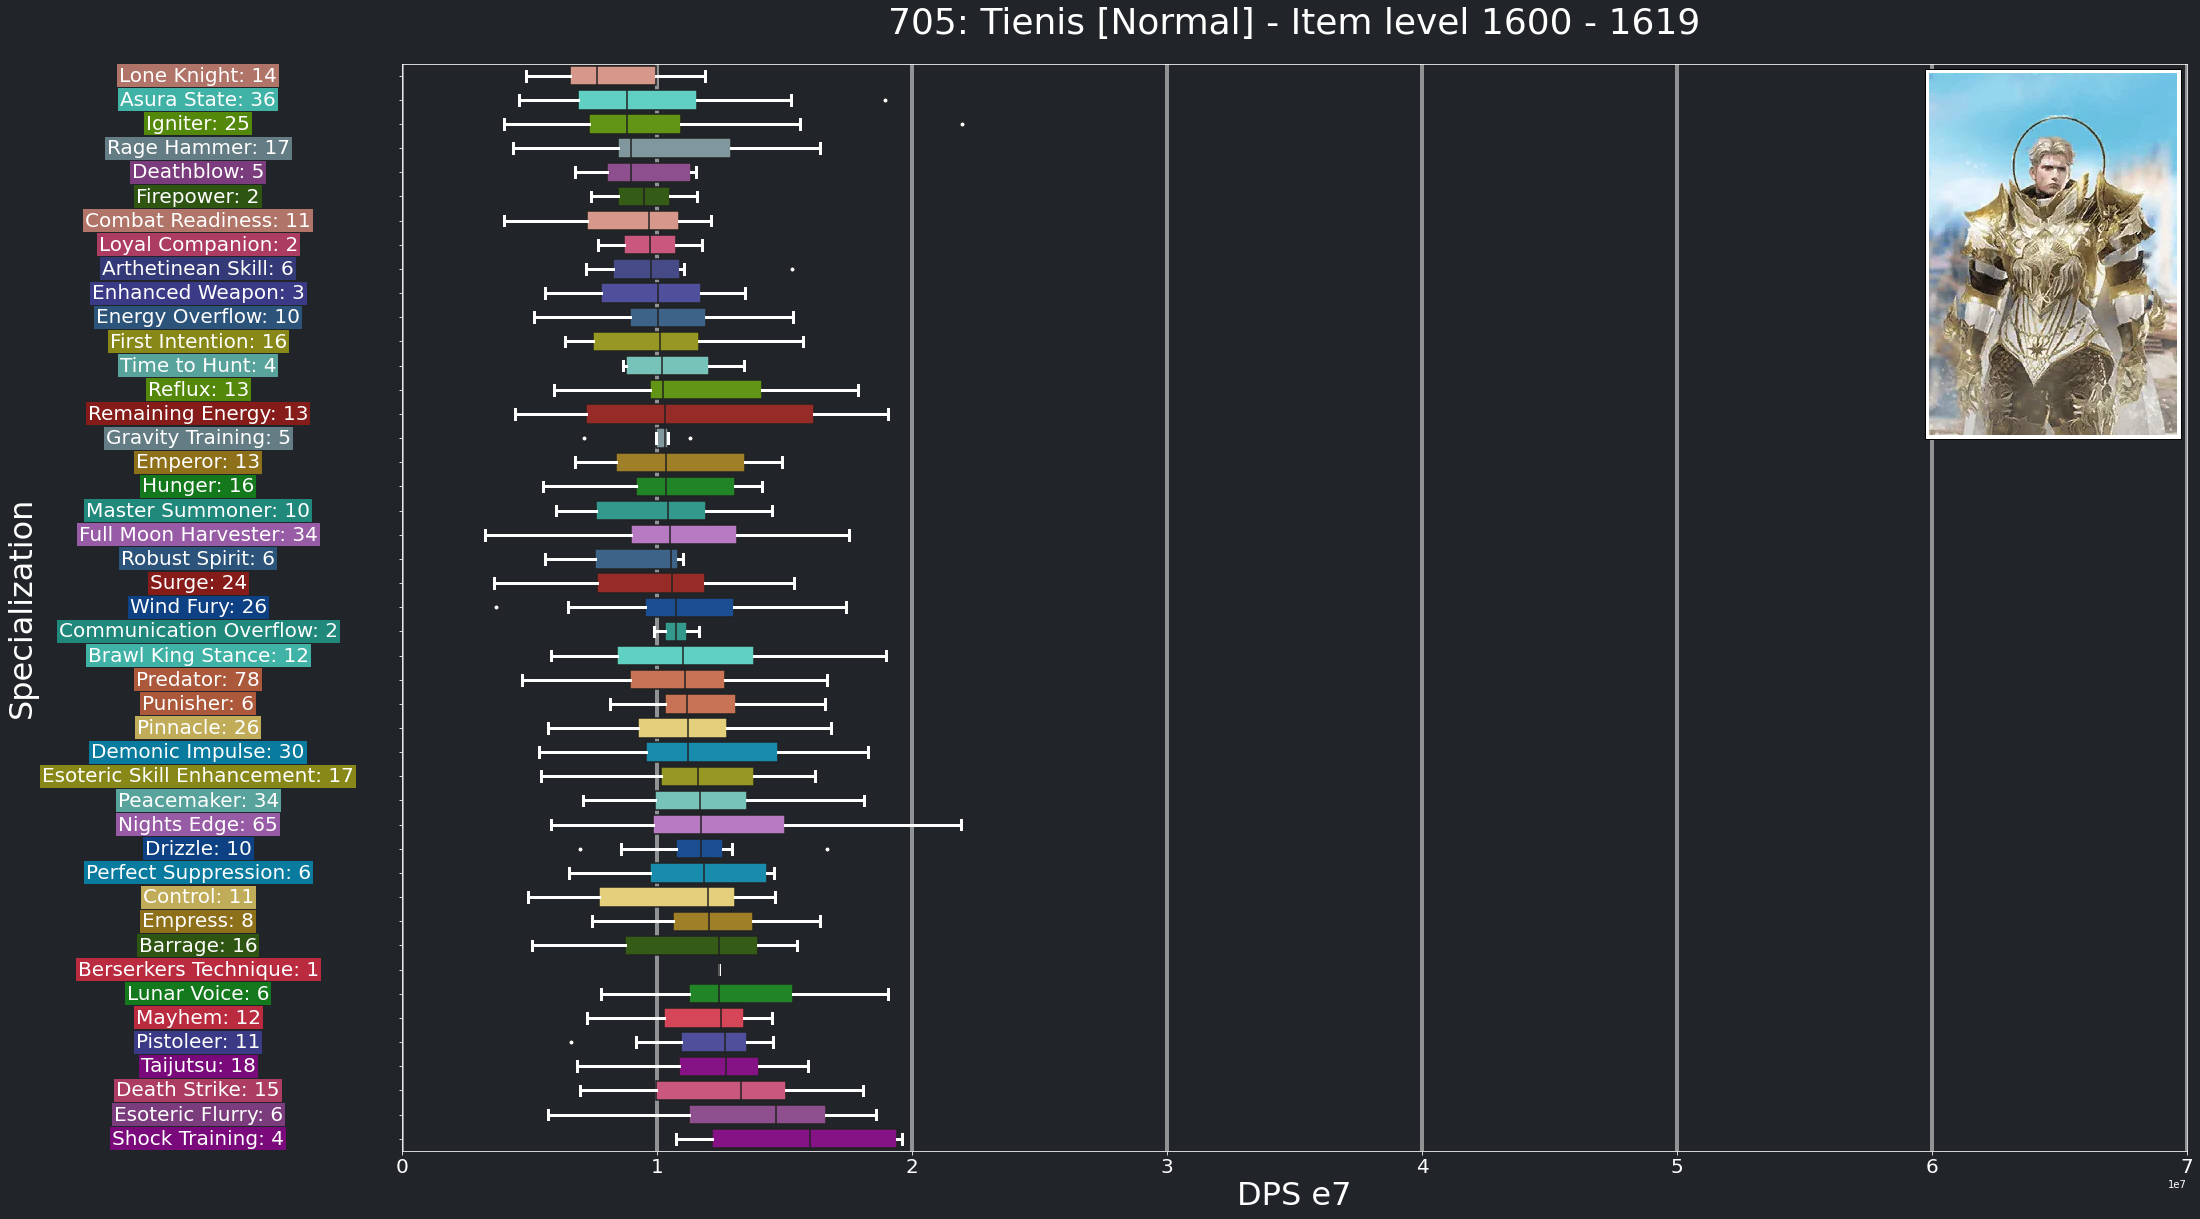 705: Tienis [Normal] - Item level 1600 - 1619
Specialization
Lone Knight: 14
Asura State: 36
Igniter: 25
Rage Hammer: 17
Deathblow: 5
Firepower: 2
Combat Readiness: 11
Loyal Companion: 2
Arthetinean Skill: 6
Enhanced Weapon: 3
Energy Overflow: 10
First Intention: 16
Time to Hunt: 4
Reflux: 13
Remaining Energy: 13
Gravity Training: 5
Emperor: 13
Hunger: 16
Master Summoner: 10
Full Moon Harvester: 34
Robust Spirit: 6
Surge: 24
Wind Fury: 26
Communication Overflow: 2
Brawl King Stance: 12
Predator: 78
Punisher: 6
Pinnacle: 26
Demonic Impulse: 30
Esoteric Skill Enhancement: 17
Peacemaker: 34
Nights Edge: 65
Drizzle: 10
Perfect Suppression: 6
Control: 11
Empress: 8
Barrage: 16
Berserkers Technique: 1
Lunar Voice: 6
Mayhem: 12
Pistoleer: 11
Taijutsu: 18
Death Strike: 15
Esoteric Flurry: 6
Shock Training: 4
0 1 2 3 4 5 6 7
1e7
DPS e7